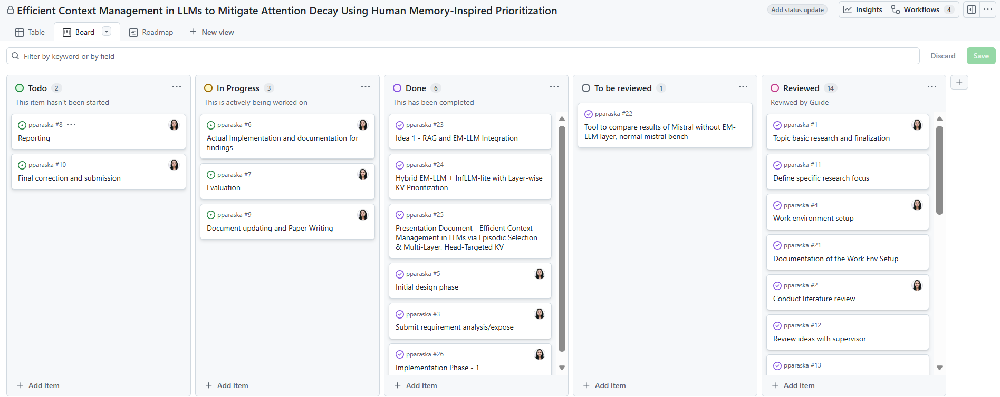 Efficient Context Management in LLMs to Mitigate Attention Decay Using Human Memory-Inspired Prioritization
Add status update
Insights
Workflows 4
Table
Board
Roadmap
New view
Filter by keyword or by field
Discard
Save
Todo 2
This item hasn't been started
pparaska #8
Reporting
pparaska #10
Final correction and submission
Add item
In Progress 3
This is actively being worked on
pparaska #6
Actual Implementation and documentation for
findings
pparaska #7
Evaluation
pparaska #9
Document updating and Paper Writing
Add item
Done 6
This has been completed
pparaska #23
Idea 1 - RAG and EM-LLM Integration
pparaska #24
Hybrid EM-LLM + InfLLM-lite with Layer-wise
KV Prioritization
pparaska #25
Presentation Document - Efficient Context
Management in LLMs via Episodic Selection
& Multi-Layer, Head-Targeted KV
pparaska #5
Initial design phase
pparaska #3
Submit requirement analysis/expose
pparaska #26
Implementation Phase - 1
Add item
To be reviewed 1
pparaska #22
Tool to compare results of Mistral without EM-
LLM layer, normal mistral bench
Add item
Reviewed 14
Reviwed by Guide
pparaska #1
Topic basic research and finalization
pparaska #11
Define specific research focus
pparaska #4
Work environment setup
pparaska #21
Documentation of the Work Env Setup
pparaska #2
Conduct literature review
pparaska #12
Review ideas with supervisor
pparaska #13
Add item